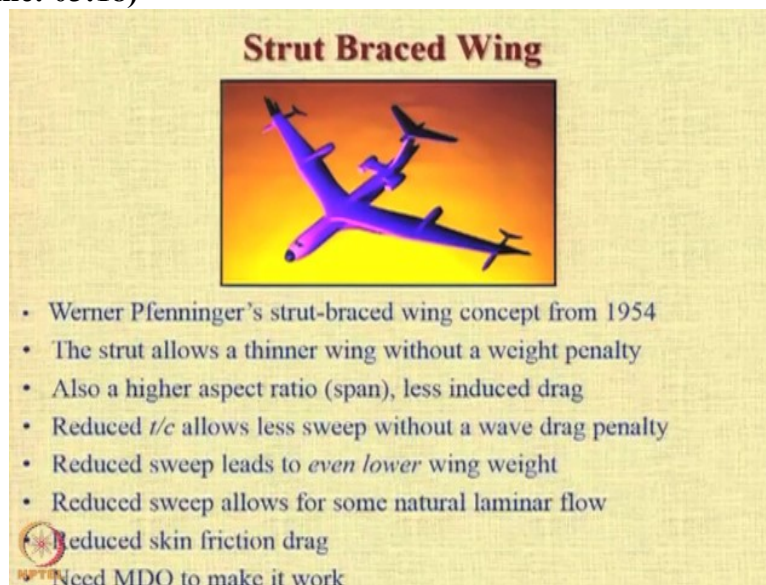 Strut Braced Wing
• Werner Pfenninger's strut-braced wing concept from 1954
• The strut allows a thinner wing without a weight penalty
• Also a higher aspect ratio (span), less induced drag
• Reduced t/c allows less sweep without a wave drag penalty
• Reduced sweep leads to even lower wing weight
• Reduced sweep allows for some natural laminar flow
• Reduced skin friction drag
• Need MDO to make it work
NPTEL